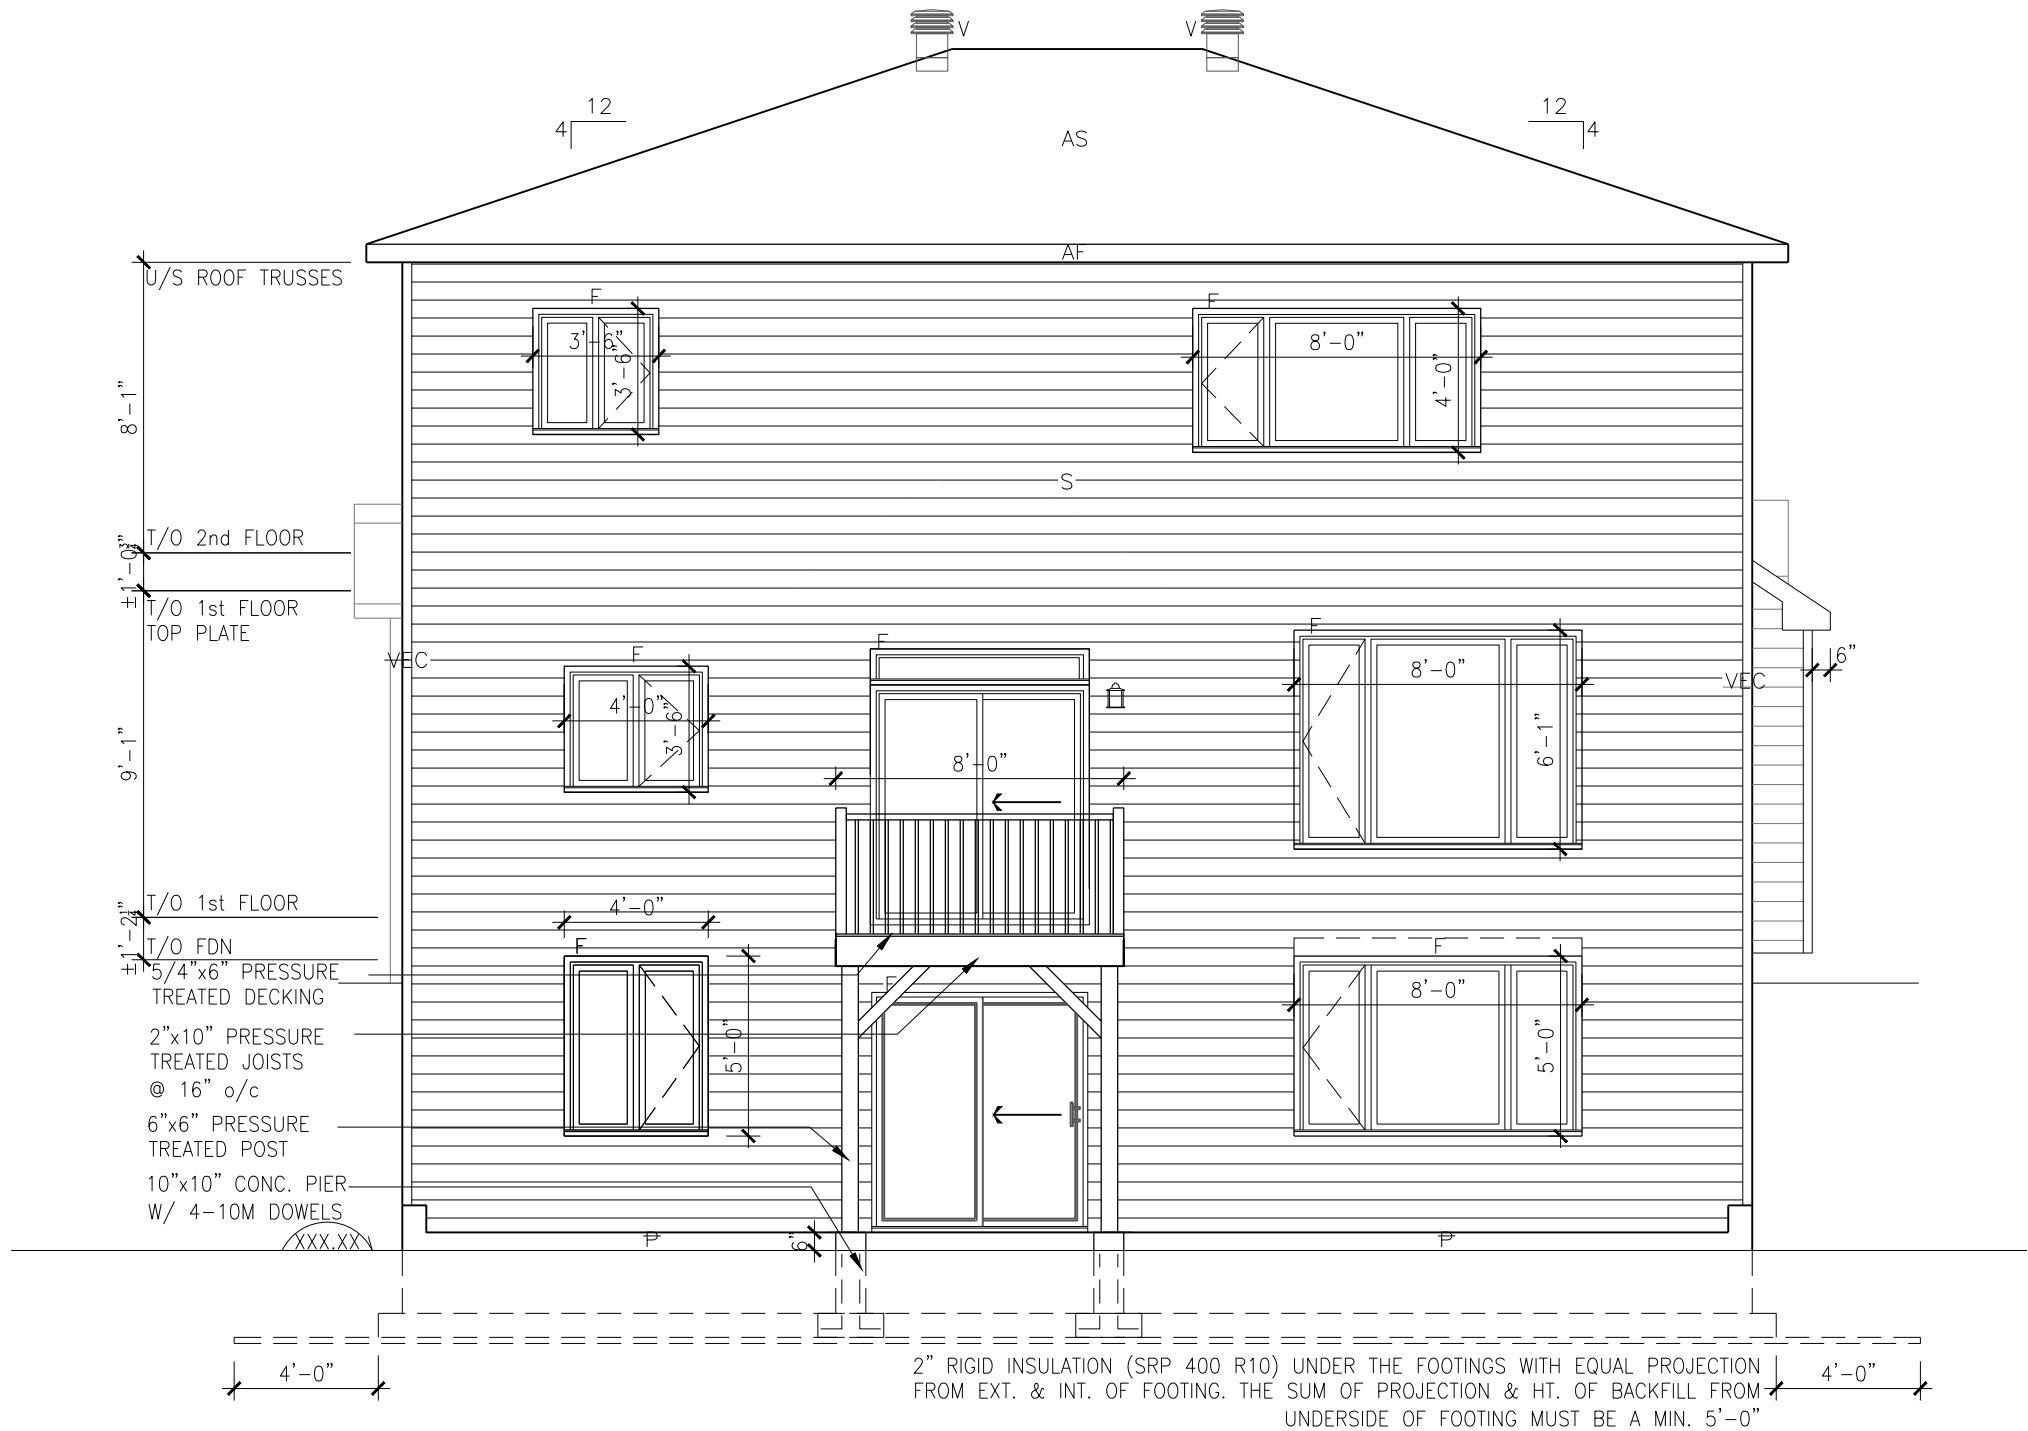 V
V
12
4
12
4
AS
AF
U/S ROOF TRUSSES
F
3'-6"
3'-6"
F
8'-0"
4'-0"
8'-1"
S
T/O 2nd FLOOR
±1'-0¾"
T/O 1st FLOOR
TOP PLATE
VEC
F
4'-0"
3'-6"
F
8'-0"
F
8'-0"
6'-1"
VEC
6"
9'-1"
T/O 1st FLOOR
±1'-2½"
T/O FDN
4'-0"
F
5'-0"
F
F
8'-0"
5'-0"
5/4"x6" PRESSURE
TREATED DECKING
2"x10" PRESSURE
TREATED JOISTS
@ 16" o/c
6"x6" PRESSURE
TREATED POST
10"x10" CONC. PIER
W/ 4-10M DOWELS
XXX.XX
P
6"
P
4'-0"
2" RIGID INSULATION (SRP 400 R10) UNDER THE FOOTINGS WITH EQUAL PROJECTION
FROM EXT. & INT. OF FOOTING. THE SUM OF PROJECTION & HT. OF BACKFILL FROM
UNDERSIDE OF FOOTING MUST BE A MIN. 5'-0"
4'-0"